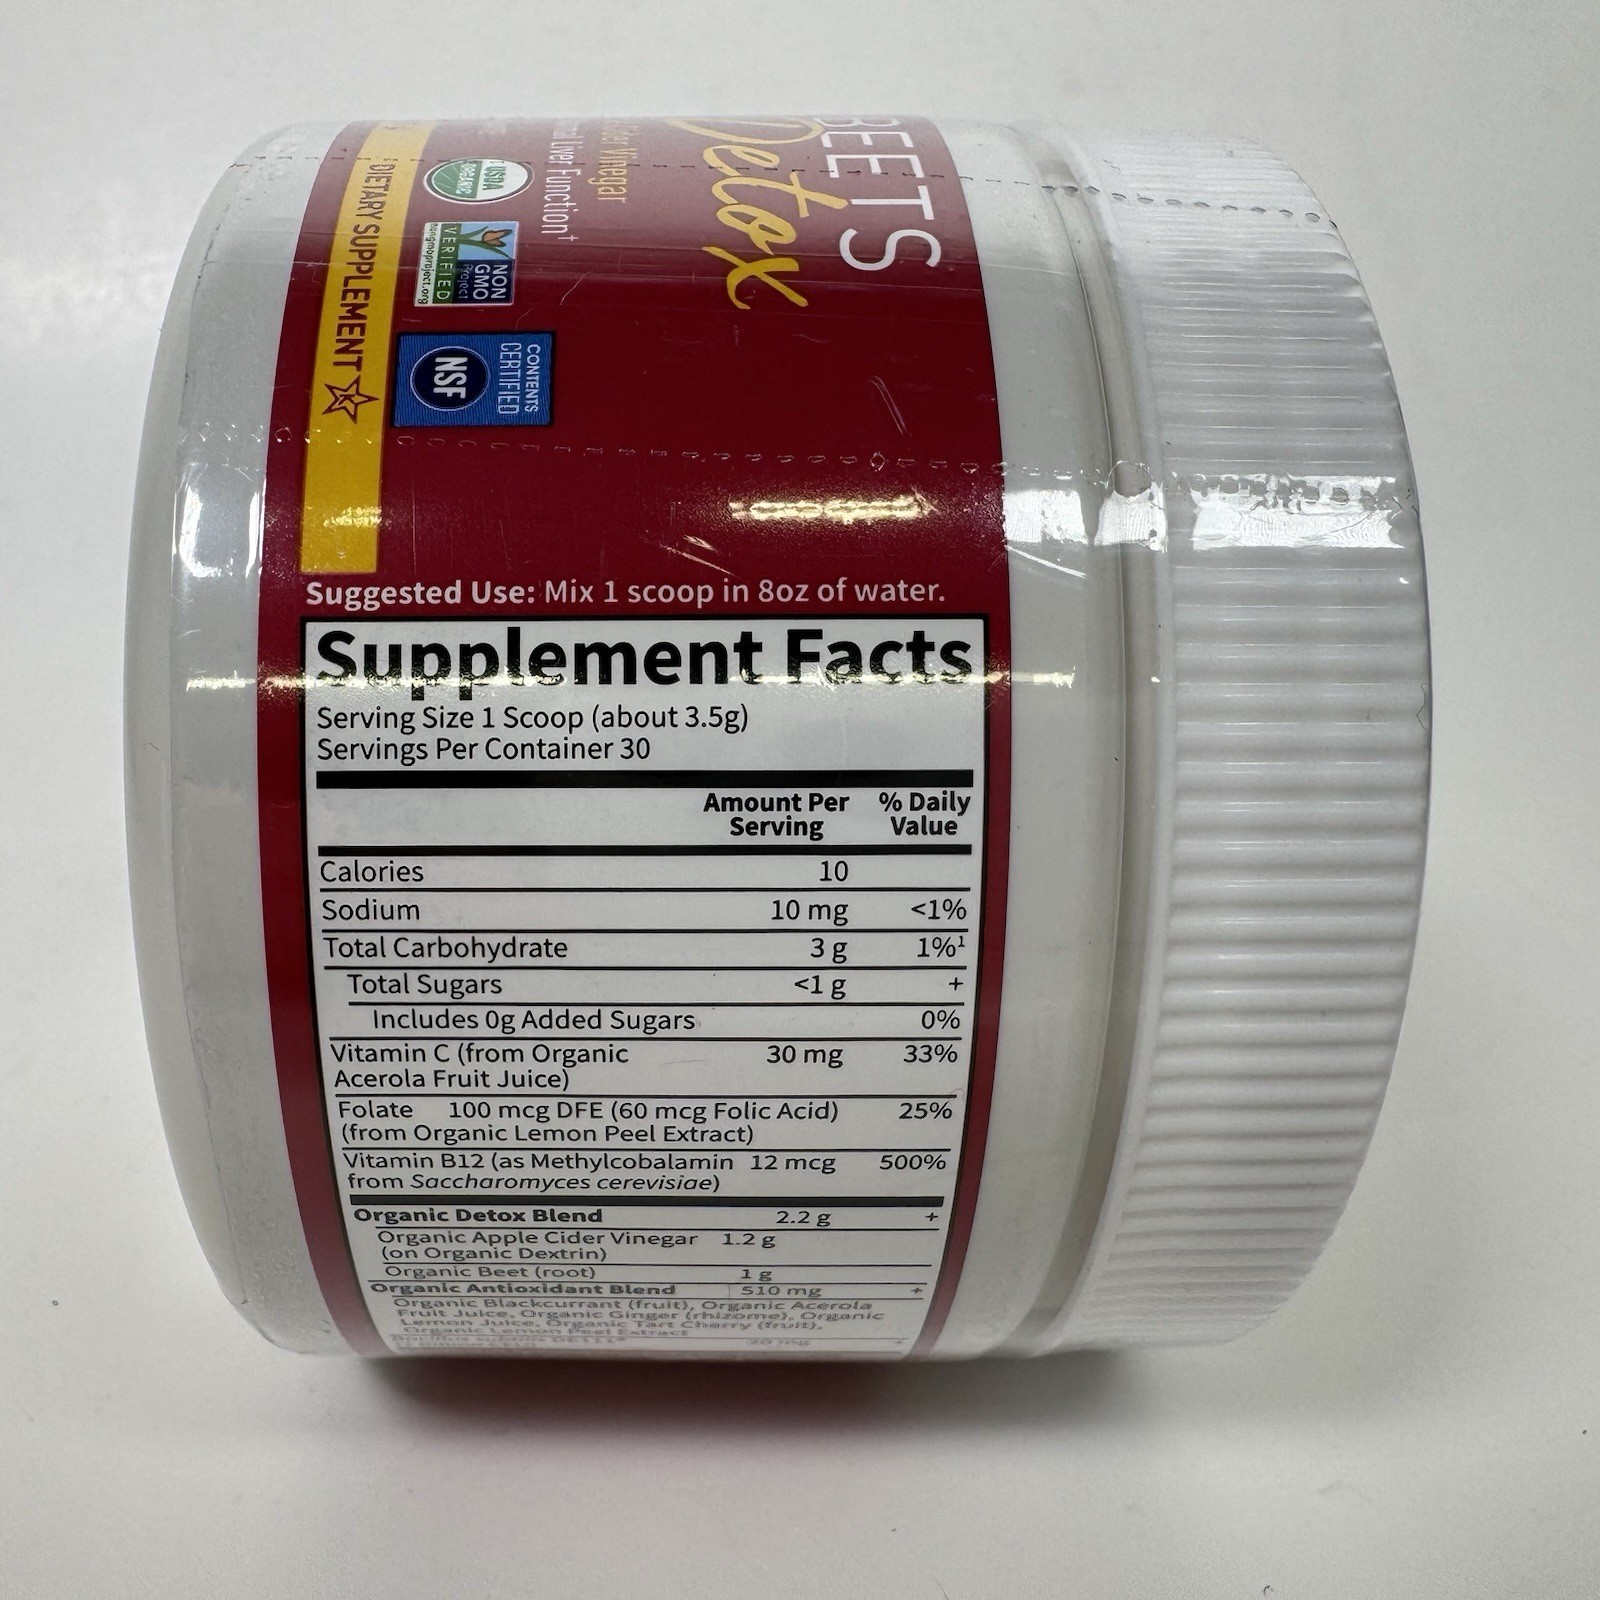 BEETS
Detox
Vinegar
Liver Function†
USDA
ORGANIC
NON
GMO
Project
VERIFIED
nongmoproject.org
CONTENTS
CERTIFIED
NSF
DIETARY SUPPLEMENT
Suggested Use: Mix 1 scoop in 8oz of water.
Supplement Facts
Serving Size 1 Scoop (about 3.5g)
Servings Per Container 30
Amount Per Serving % Daily Value
Calories 10
Sodium 10 mg <1%
Total Carbohydrate 3 g 1%¹
Total Sugars <1 g +
Includes 0g Added Sugars 0%
Vitamin C (from Organic 30 mg 33%
Acerola Fruit Juice)
Folate 100 mcg DFE (60 mcg Folic Acid) 25%
(from Organic Lemon Peel Extract)
Vitamin B12 (as Methylcobalamin 12 mcg 500%
from Saccharomyces cerevisiae)
Organic Detox Blend 2.2 g +
Organic Apple Cider Vinegar 1.2 g
(on Organic Dextrin)
Organic Beet (root) 1 g
Organic Antioxidant Blend 510 mg +
Organic Blackcurrant (fruit), Organic Acerola
Fruit Juice, Organic Ginger (rhizome), Organic
Lemon Juice, Organic Tart Cherry (fruit),
Organic Lemon Peel Extract